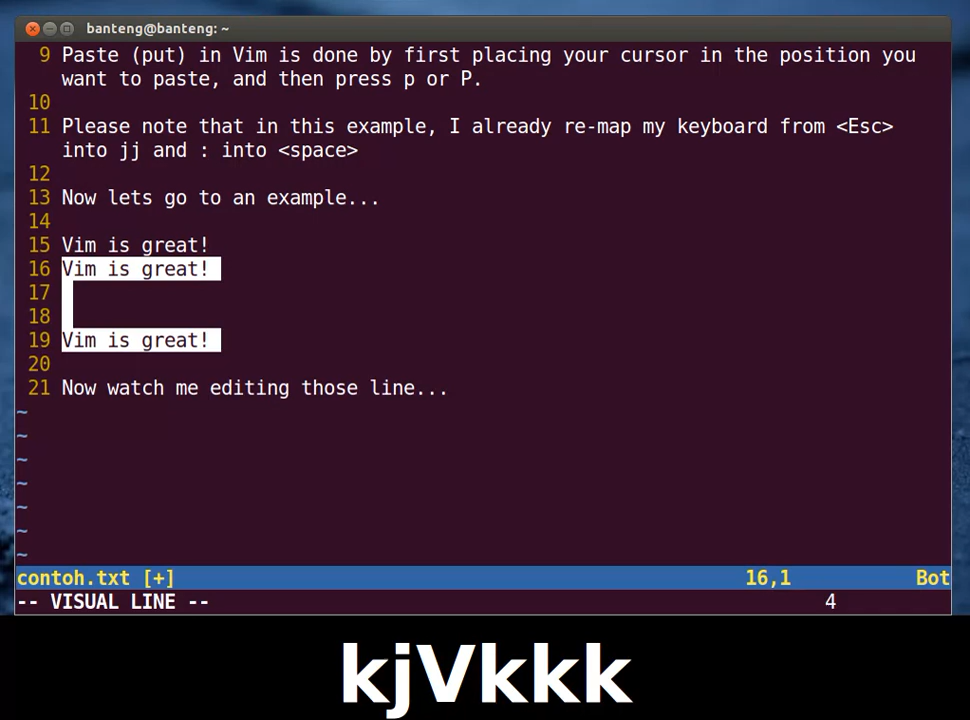 banteng@banteng: ~
9 Paste (put) in Vim is done by first placing your cursor in the position you
want to paste, and then press p or P.
10
11 Please note that in this example, I already re-map my keyboard from <Esc>
into jj and : into <space>
12
13 Now lets go to an example...
14
15 Vim is great!
16 Vim is great!
17
18
19 Vim is great!
20
21 Now watch me editing those line...
~
~
~
~
~
~
~
contoh.txt [+] 16,1 Bot
-- VISUAL LINE -- 4
kjVkkk